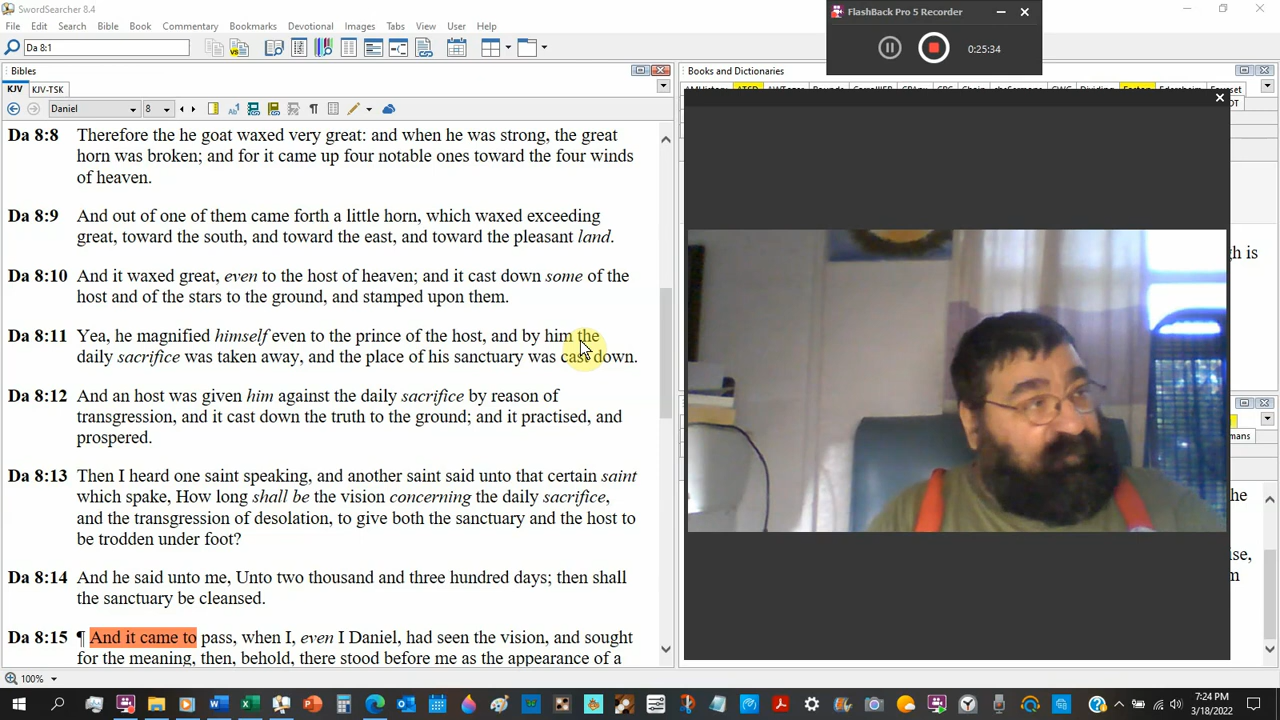 SwordSearcher 8.4
File Edit Search Bible Book Commentary Bookmarks Devotional Images Tabs View User Help
FlashBack Pro 5 Recorder
0:25:34
Da 8:1
Bibles
Books and Dictionaries
KJV KJV-TSK
Daniel 8
Da 8:8 Therefore the he goat waxed very great: and when he was strong, the great
horn was broken; and for it came up four notable ones toward the four winds
of heaven.
Da 8:9 And out of one of them came forth a little horn, which waxed exceeding
great, toward the south, and toward the east, and toward the pleasant land.
Da 8:10 And it waxed great, even to the host of heaven; and it cast down some of the
host and of the stars to the ground, and stamped upon them.
Da 8:11 Yea, he magnified himself even to the prince of the host, and by him the
daily sacrifice was taken away, and the place of his sanctuary was cast down.
Da 8:12 And an host was given him against the daily sacrifice by reason of
transgression, and it cast down the truth to the ground; and it practised, and
prospered.
Da 8:13 Then I heard one saint speaking, and another saint said unto that certain saint
which spake, How long shall be the vision concerning the daily sacrifice,
and the transgression of desolation, to give both the sanctuary and the host to
be trodden under foot?
Da 8:14 And he said unto me, Unto two thousand and three hundred days; then shall
the sanctuary be cleansed.
Da 8:15 ¶ And it came to pass, when I, even I Daniel, had seen the vision, and sought
for the meaning, then, behold, there stood before me as the appearance of a
100%
7:24 PM
3/18/2022